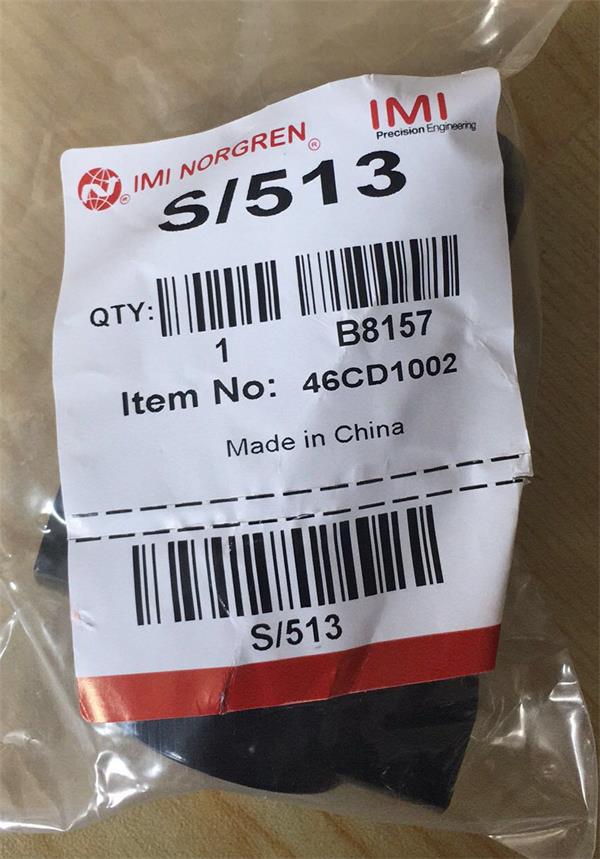 IMI NORGREN®
IMI
Precision Engineering
®
S/513
QTY:
1
B8157
Item No: 46CD1002
Made in China
S/513